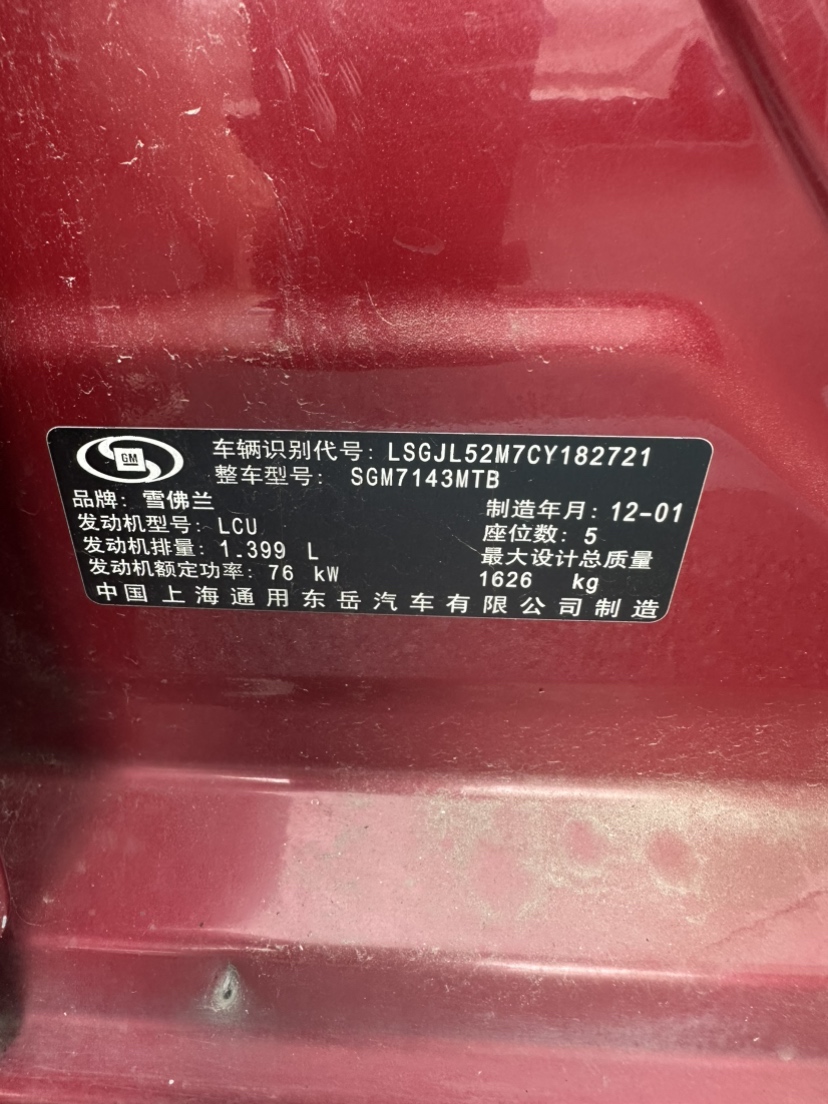 GM
车辆识别代号: LSGJL52M7CY182721
整车型号: SGM7143MTB
品牌: 雪佛兰 制造年月: 12-01
发动机型号: LCU 座位数: 5
发动机排量: 1.399 L 最大设计总质量
发动机额定功率: 76 kW 1626 kg
中国上海通用东岳汽车有限公司制造